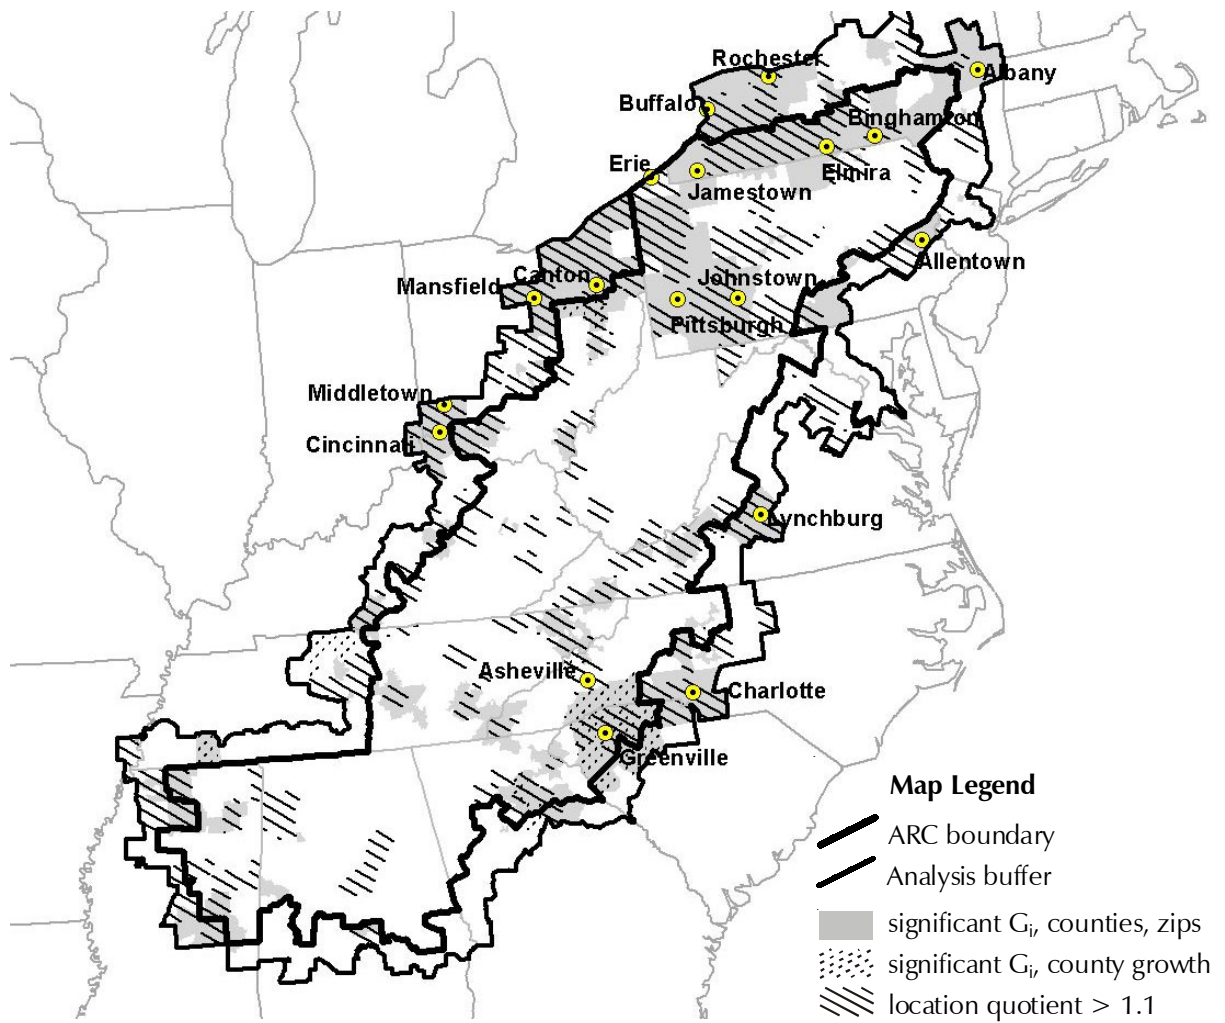 Rochester
Albany
Buffalo
Binghamton
Erie
Elmira
Jamestown
Allentown
Canton
Johnstown
Mansfield
Pittsburgh
Middletown
Cincinnati
Lynchburg
Asheville
Charlotte
Greenville
Map Legend
ARC boundary
Analysis buffer
significant Gi, counties, zips
significant Gi, county growth
location quotient > 1.1